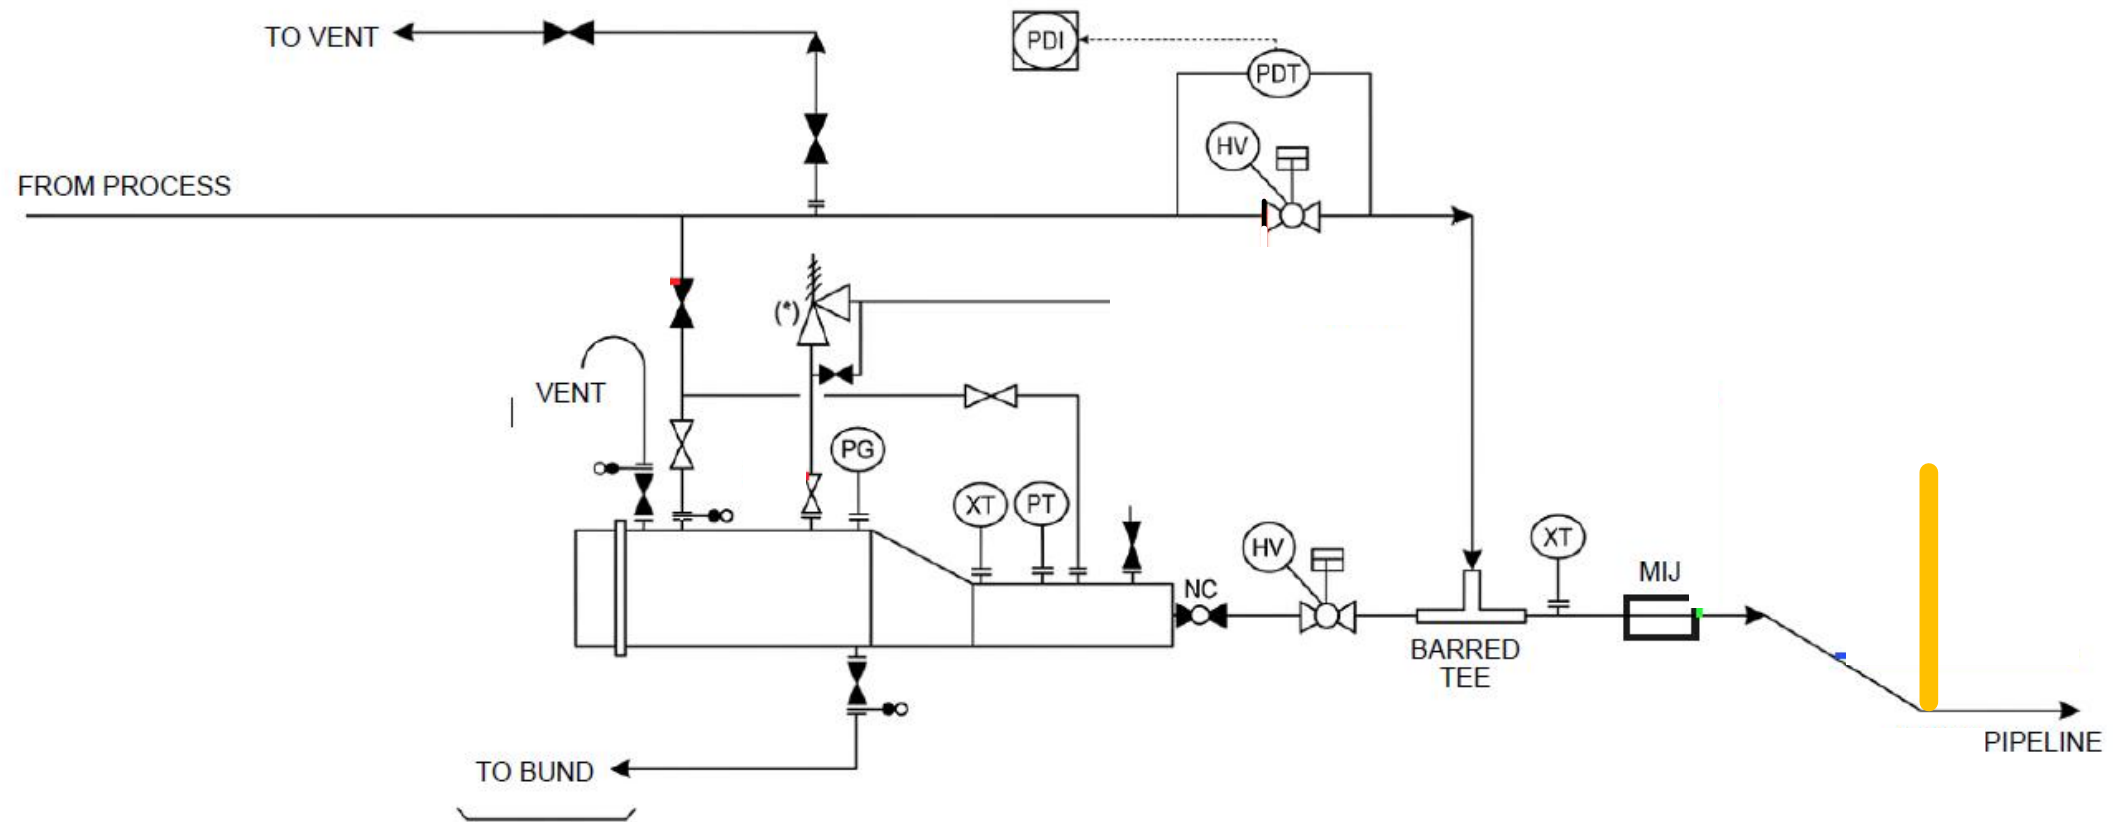 TO VENT
PDI
PDT
HV
FROM PROCESS
(*)
VENT
PG
XT
PT
NC
HV
XT
MIJ
BARRED
TEE
PIPELINE
TO BUND